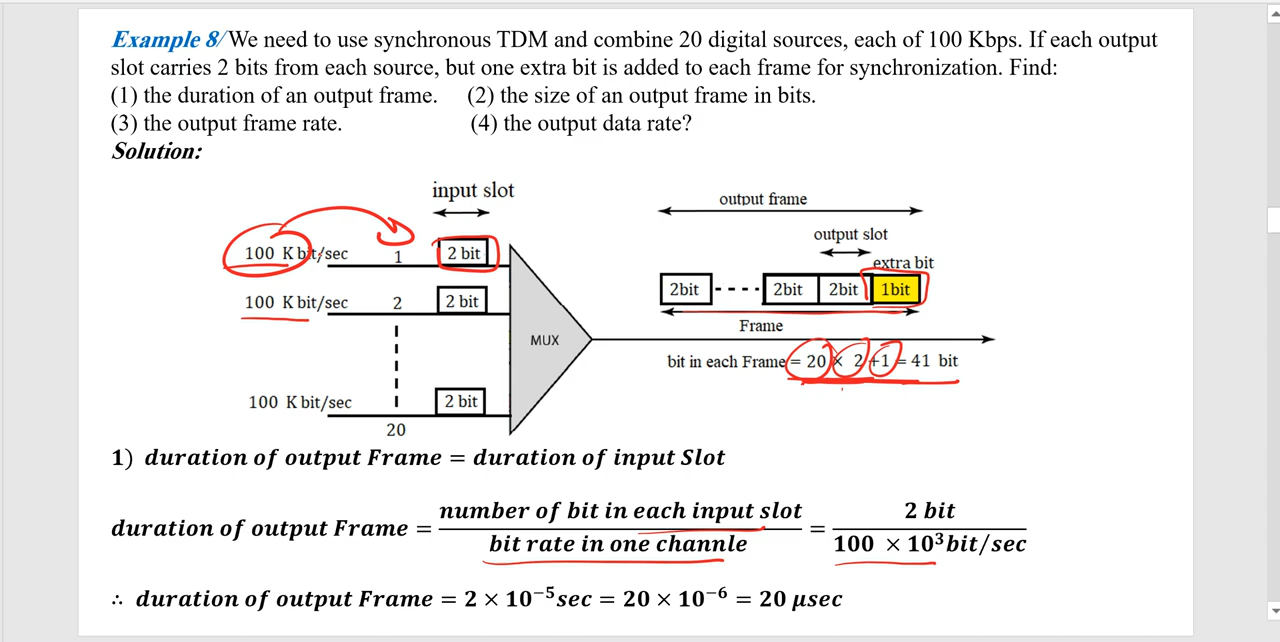 Example 8/ We need to use synchronous TDM and combine 20 digital sources, each of 100 Kbps. If each output
slot carries 2 bits from each source, but one extra bit is added to each frame for synchronization. Find:
(1) the duration of an output frame. (2) the size of an output frame in bits.
(3) the output frame rate. (4) the output data rate?
Solution:
input slot
output frame
output slot
extra bit
100 K bit/sec 1 2 bit
2bit 2bit 2bit 1bit
100 K bit/sec 2 2 bit
Frame
MUX
bit in each Frame = 20 × 2 +1 = 41 bit
100 K bit/sec 2 bit
20
1) duration of output Frame = duration of input Slot
duration of output Frame = number of bit in each input slot / bit rate in one channle = 2 bit / 100 × 10³bit/sec
∴ duration of output Frame = 2 × 10⁻⁵sec = 20 × 10⁻⁶ = 20 μsec